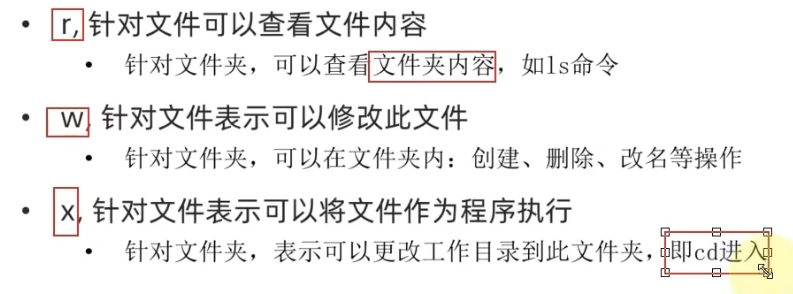 • r, 针对文件可以查看文件内容
• 针对文件夹，可以查看文件夹内容，如ls命令
• w, 针对文件表示可以修改此文件
• 针对文件夹，可以在文件夹内：创建、删除、改名等操作
• x, 针对文件表示可以将文件作为程序执行
• 针对文件夹，表示可以更改工作目录到此文件夹，即cd进入